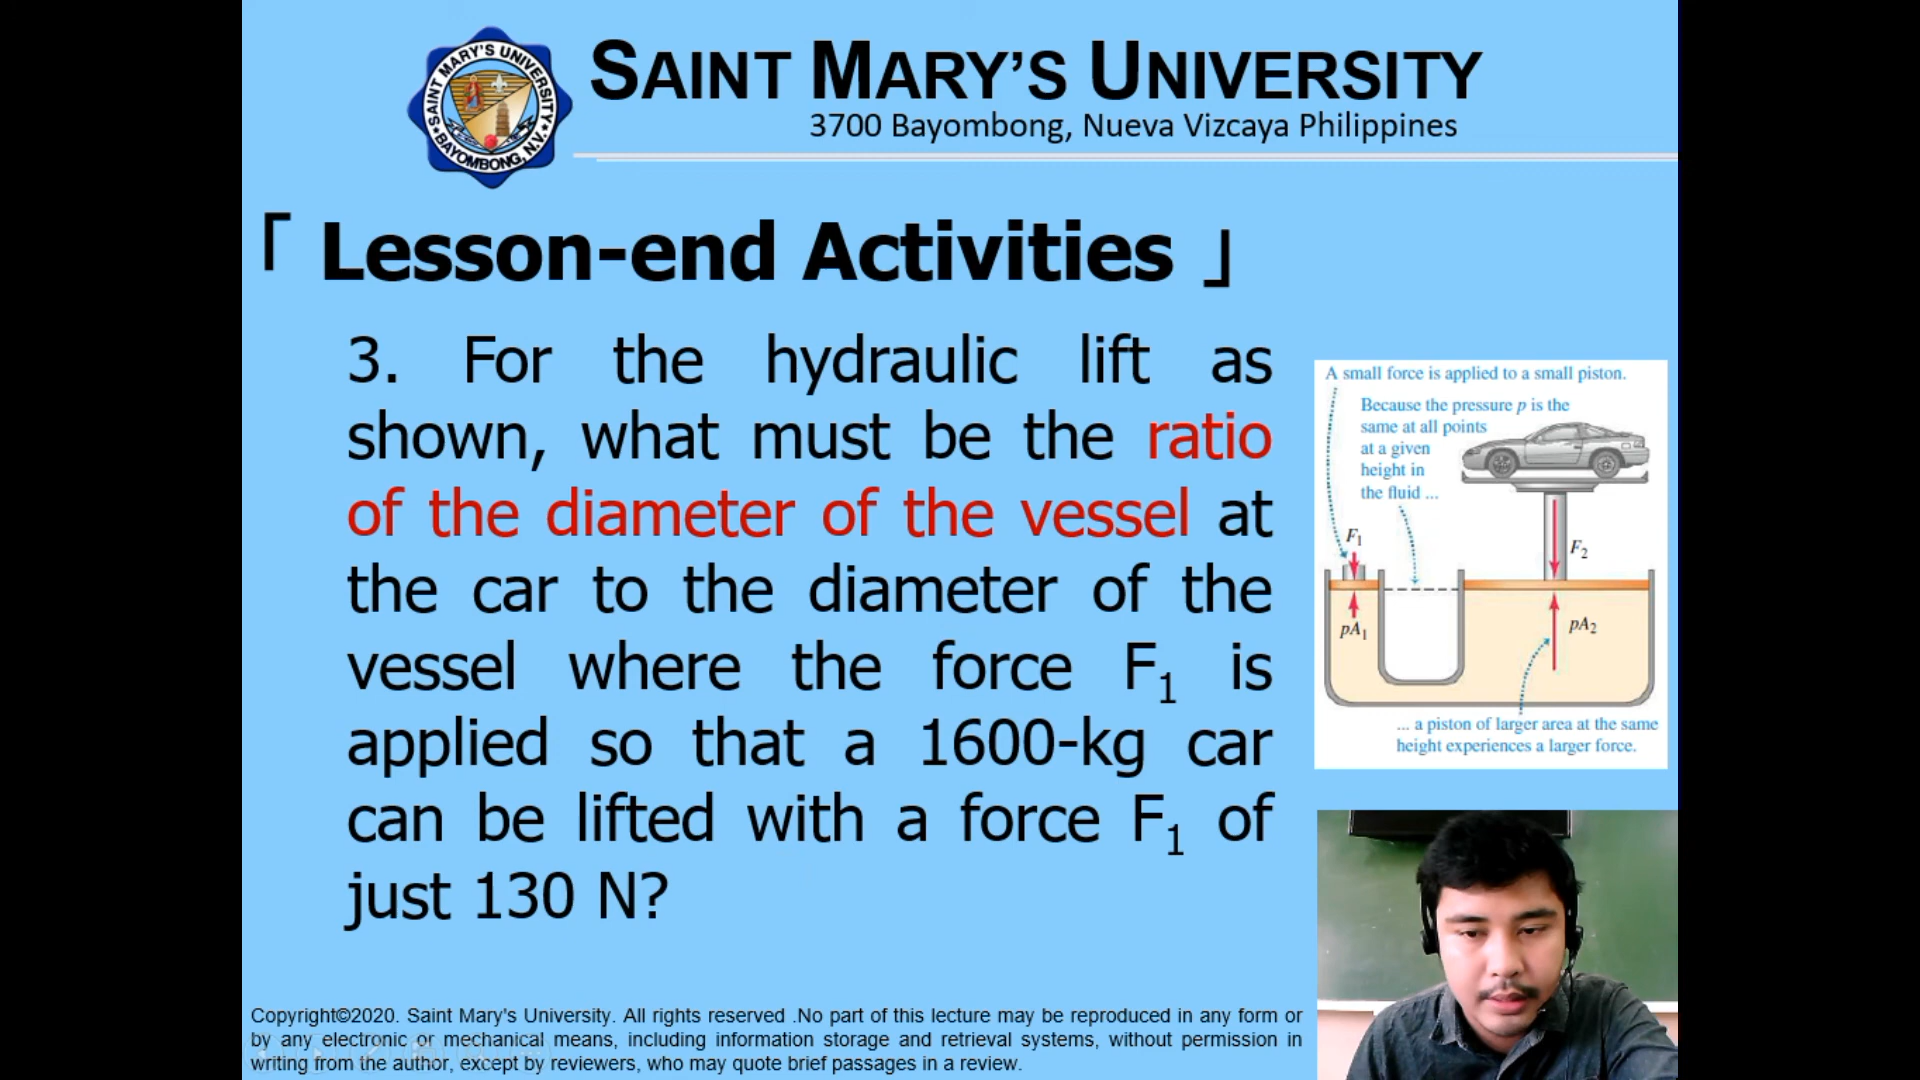 SAINT MARY'S UNIVERSITY
BAYOMBONG, N.V.
SAINT MARY’S UNIVERSITY
3700 Bayombong, Nueva Vizcaya Philippines
「 Lesson-end Activities 」
3. For the hydraulic lift as
shown, what must be the ratio
of the diameter of the vessel at
the car to the diameter of the
vessel where the force F1 is
applied so that a 1600-kg car
can be lifted with a force F1 of
just 130 N?
A small force is applied to a small piston.
Because the pressure p is the
same at all points
at a given
height in
the fluid ...
F1
F2
pA1
pA2
... a piston of larger area at the same
height experiences a larger force.
Copyright©2020. Saint Mary's University. All rights reserved .No part of this lecture may be reproduced in any form or
by any electronic or mechanical means, including information storage and retrieval systems, without permission in
writing from the author, except by reviewers, who may quote brief passages in a review.